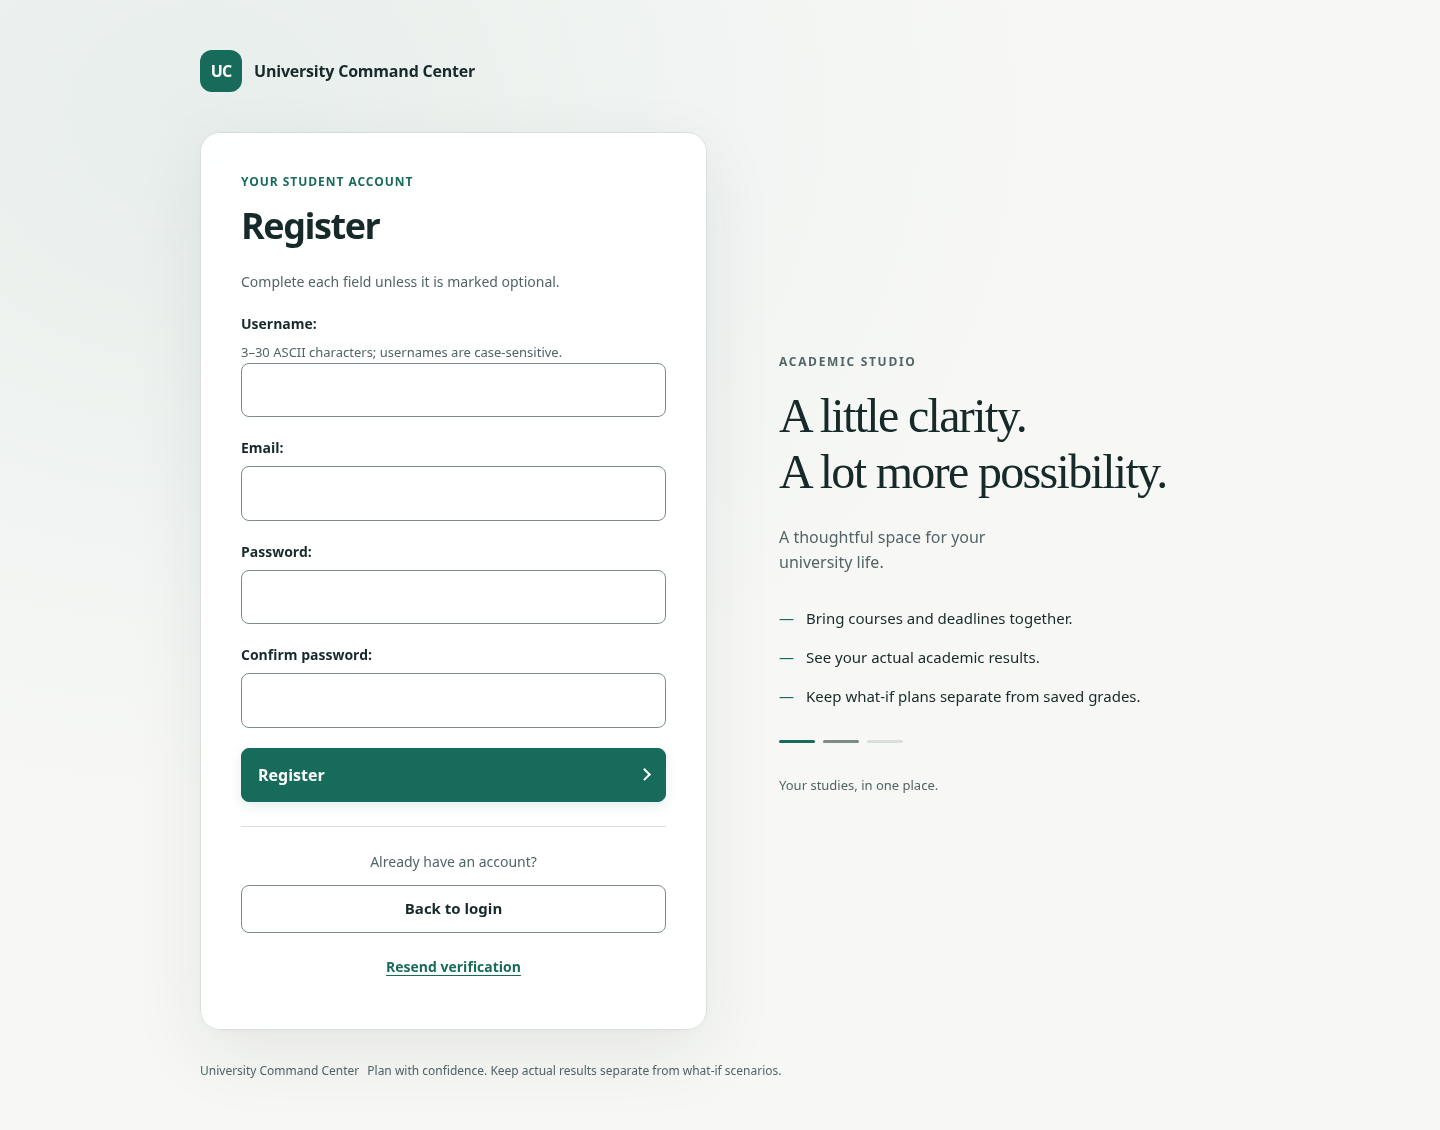 UC
University Command Center
YOUR STUDENT ACCOUNT
Register
Complete each field unless it is marked optional.
Username:
3–30 ASCII characters; usernames are case-sensitive.
Email:
Password:
Confirm password:
Register
Already have an account?
Back to login
Resend verification
ACADEMIC STUDIO
A little clarity.
A lot more possibility.
A thoughtful space for your
university life.
— Bring courses and deadlines together.
— See your actual academic results.
— Keep what-if plans separate from saved grades.
Your studies, in one place.
University Command Center Plan with confidence. Keep actual results separate from what-if scenarios.